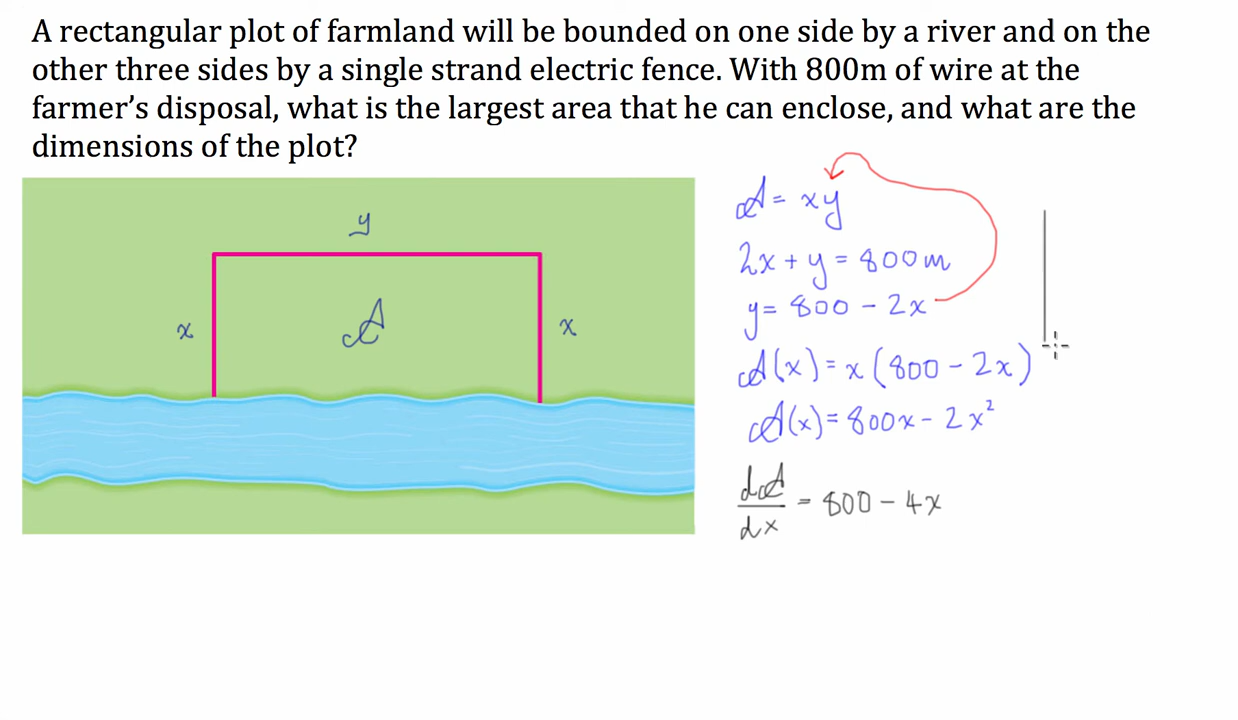 A rectangular plot of farmland will be bounded on one side by a river and on the
other three sides by a single strand electric fence. With 800m of wire at the
farmer’s disposal, what is the largest area that he can enclose, and what are the
dimensions of the plot?
y
x
A
x
A = xy
2x + y = 800m
y = 800 - 2x
A(x) = x(800 - 2x)
A(x) = 800x - 2x²
dA/dx = 800 - 4x